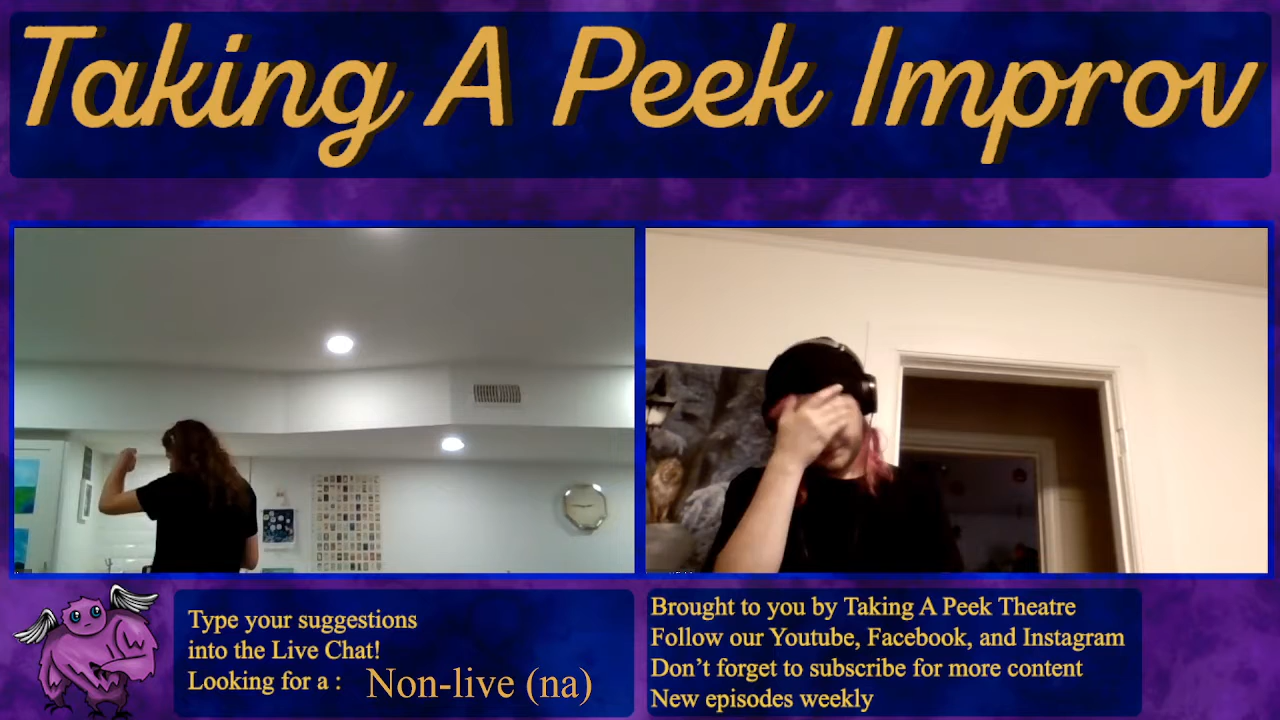 Taking A Peek Improv
Type your suggestions
into the Live Chat!
Looking for a : Non-live (na)
Brought to you by Taking A Peek Theatre
Follow our Youtube, Facebook, and Instagram
Don't forget to subscribe for more content
New episodes weekly